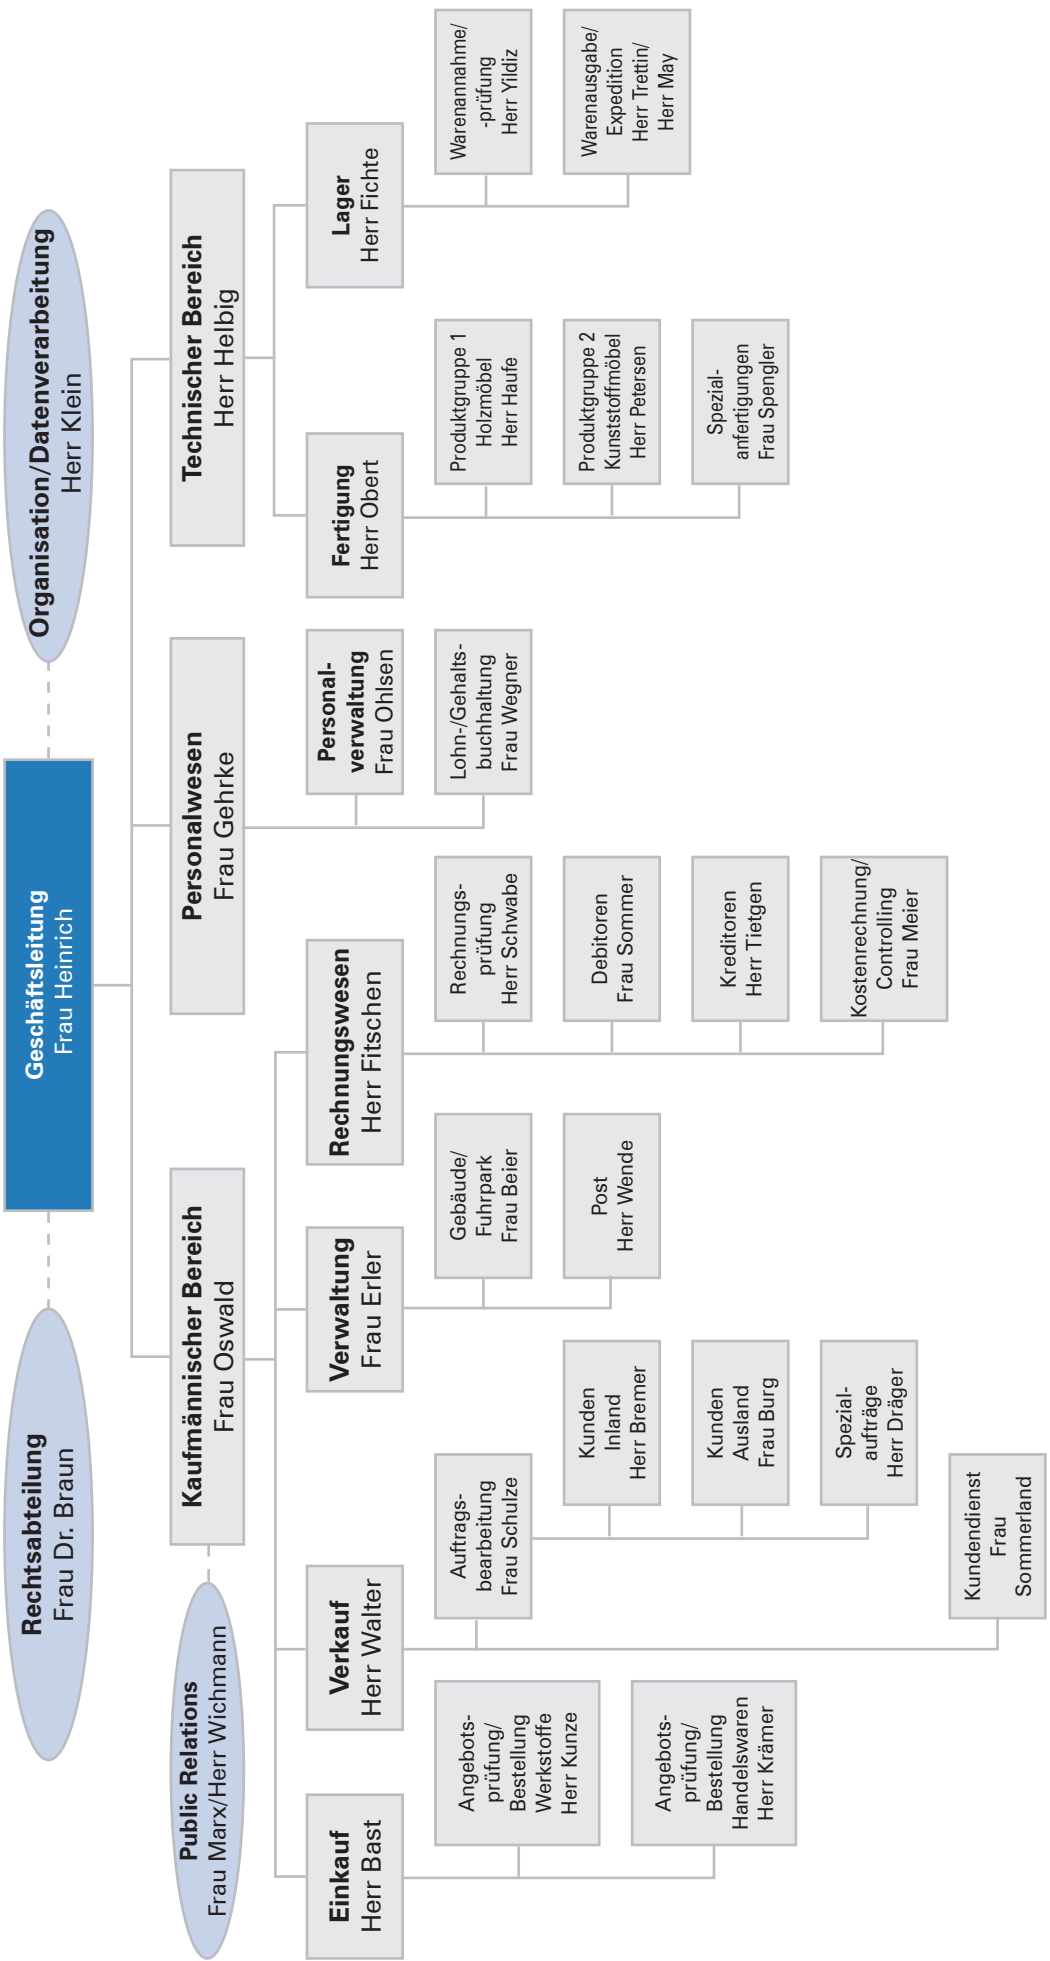 Rechtsabteilung
Frau Dr. Braun
Geschäftsleitung
Frau Heinrich
Organisation/Datenverarbeitung
Herr Klein
Public Relations
Frau Marx/Herr Wichmann
Kaufmännischer Bereich
Frau Oswald
Personalwesen
Frau Gehrke
Technischer Bereich
Herr Helbig
Einkauf
Herr Bast
Verkauf
Herr Walter
Verwaltung
Frau Erler
Rechnungswesen
Herr Fitschen
Personal-
verwaltung
Frau Ohlsen
Fertigung
Herr Obert
Lager
Herr Fichte
Angebots-
prüfung/
Bestellung
Werkstoffe
Herr Kunze
Auftrags-
bearbeitung
Frau Schulze
Gebäude/
Fuhrpark
Frau Beier
Rechnungs-
prüfung
Herr Schwabe
Lohn-/Gehalts-
buchhaltung
Frau Wegner
Produktgruppe 1
Holzmöbel
Herr Haufe
Warenannahme/
-prüfung
Herr Yildiz
Angebots-
prüfung/
Bestellung
Handelswaren
Herr Krämer
Kunden
Inland
Herr Bremer
Post
Herr Wende
Debitoren
Frau Sommer
Produktgruppe 2
Kunststoffmöbel
Herr Petersen
Warenausgabe/
Expedition
Herr Trettin/
Herr May
Kunden
Ausland
Frau Burg
Kreditoren
Herr Tietgen
Spezial-
anfertigungen
Frau Spengler
Spezial-
aufträge
Herr Dräger
Kostenrechnung/
Controlling
Frau Meier
Kundendienst
Frau
Sommerland